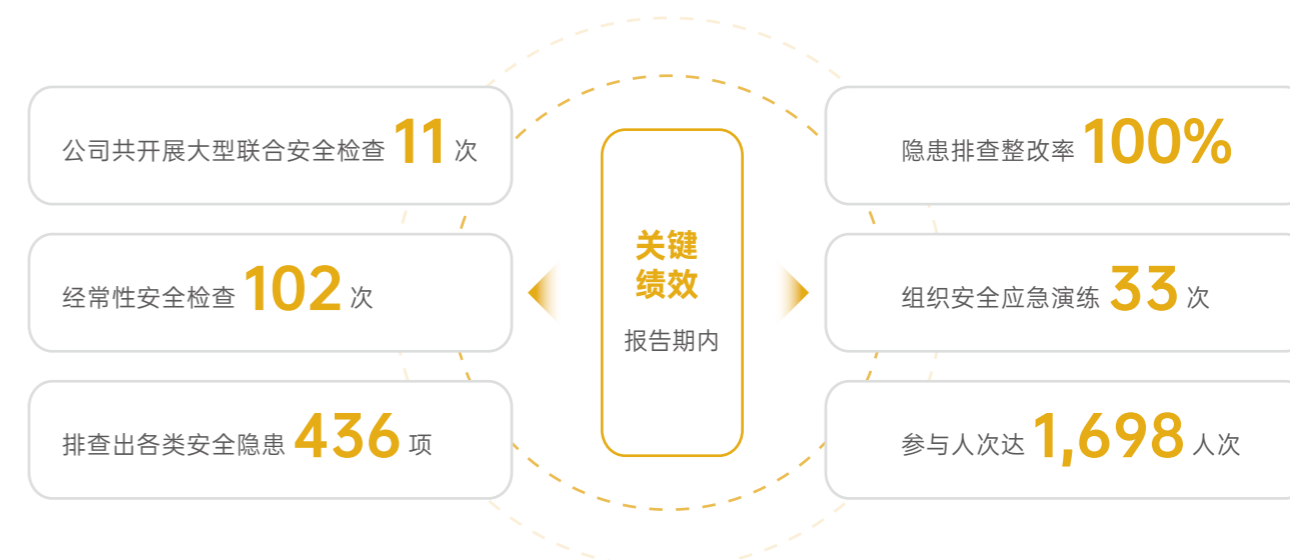 公司共开展大型联合安全检查 11 次
经常性安全检查 102 次
排查出各类安全隐患 436 项
关键
绩效
报告期内
隐患排查整改率 100%
组织安全应急演练 33 次
参与人次达 1,698 人次